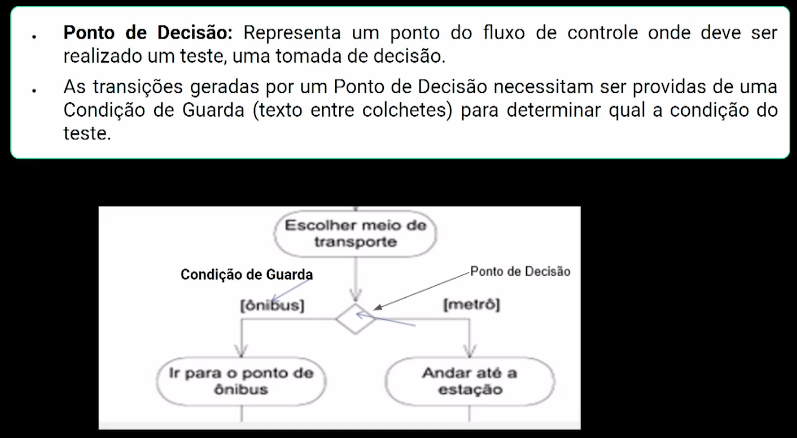 • Ponto de Decisão: Representa um ponto do fluxo de controle onde deve ser
realizado um teste, uma tomada de decisão.
• As transições geradas por um Ponto de Decisão necessitam ser providas de uma
Condição de Guarda (texto entre colchetes) para determinar qual a condição do
teste.
Escolher meio de
transporte
Condição de Guarda
Ponto de Decisão
[ônibus]
[metrô]
Ir para o ponto de
ônibus
Andar até a
estação